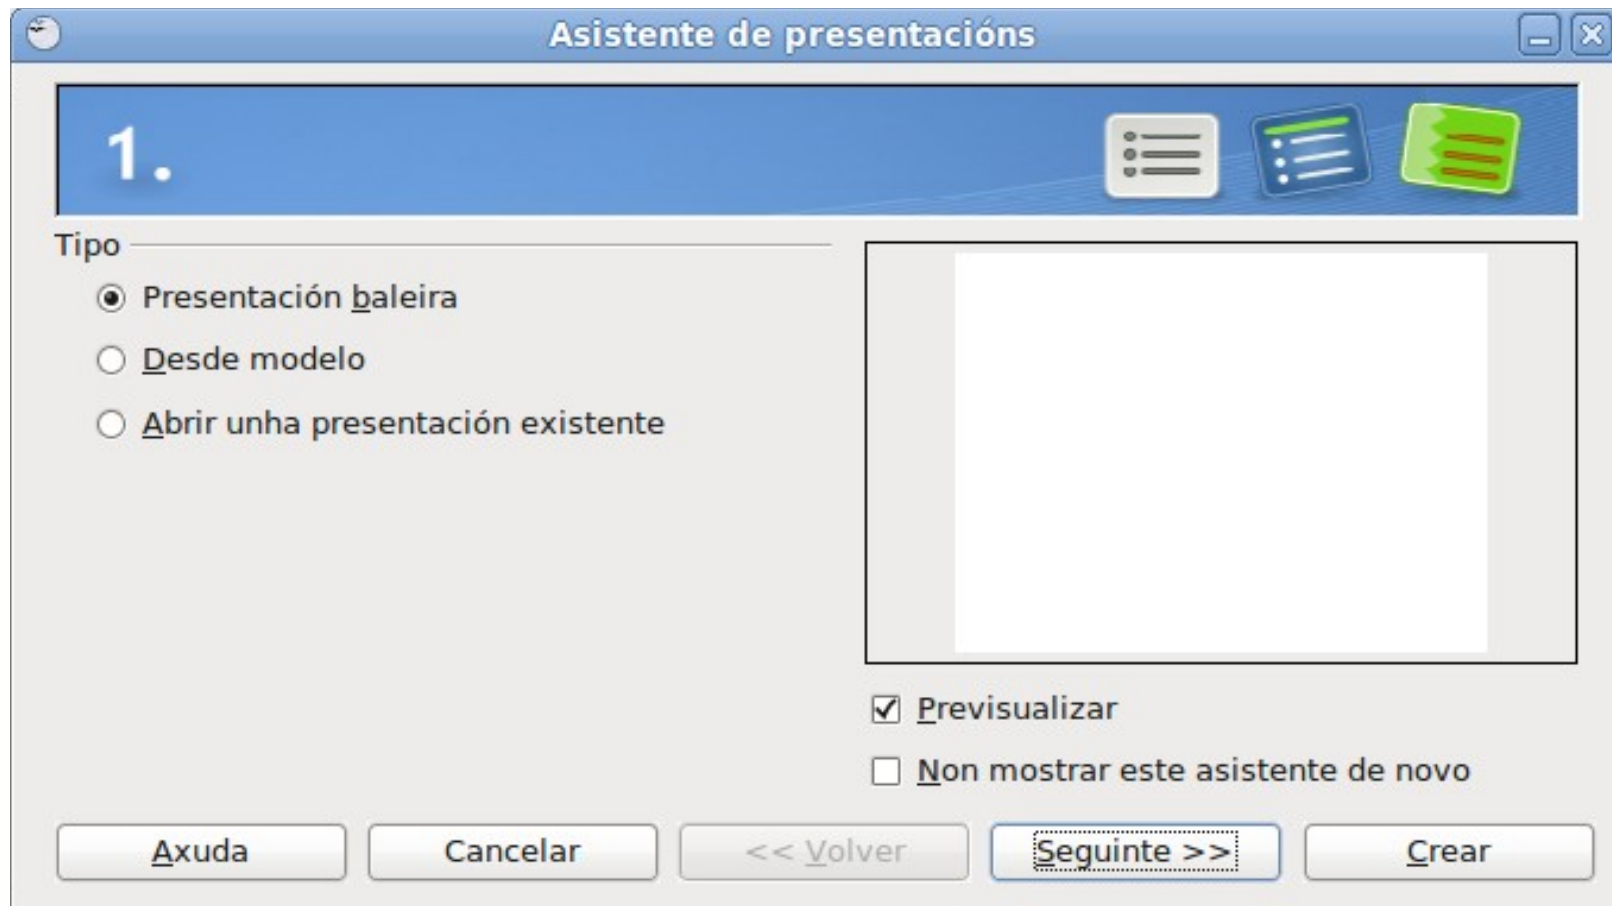 Asistente de presentacións
1.
Tipo
Presentación baleira
Desde modelo
Abrir unha presentación existente
Previsualizar
Non mostrar este asistente de novo
Axuda
Cancelar
<< Volver
Seguinte >>
Crear